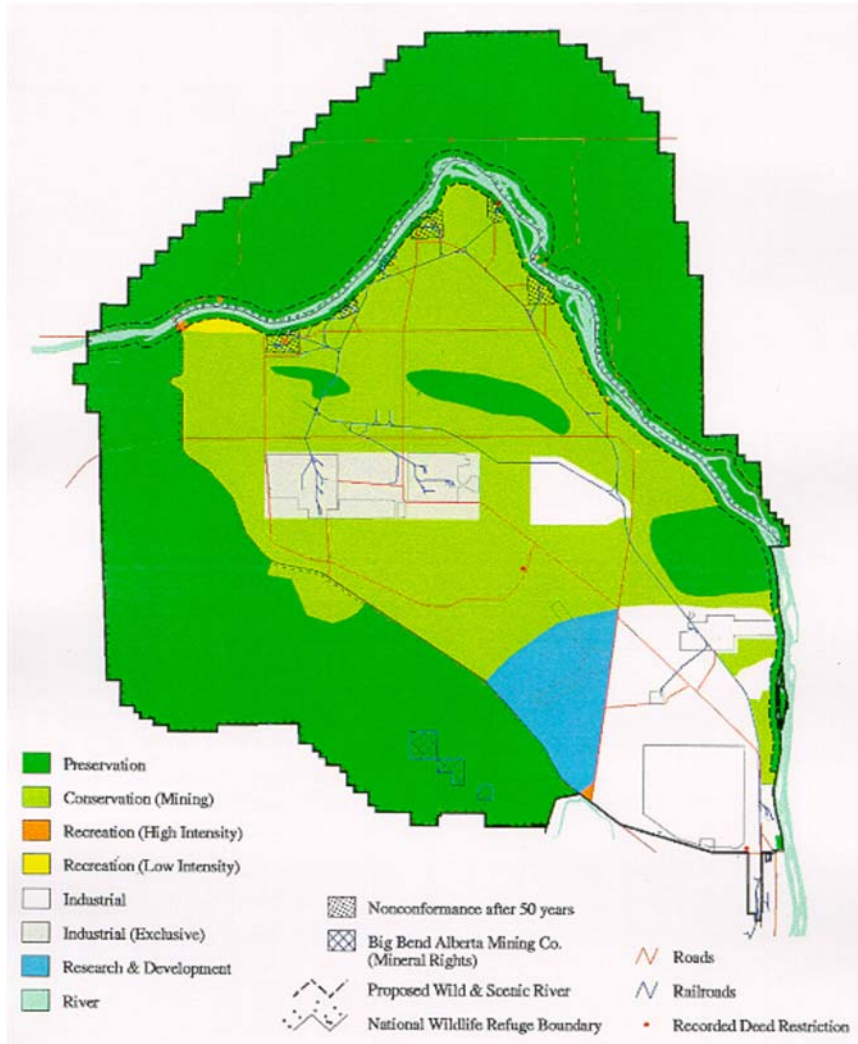 Preservation
Conservation (Mining)
Recreation (High Intensity)
Recreation (Low Intensity)
Industrial
Industrial (Exclusive)
Research & Development
River
Nonconformance after 50 years
Big Bend Alberta Mining Co.
(Mineral Rights)
Proposed Wild & Scenic River
National Wildlife Refuge Boundary
Roads
Railroads
Recorded Deed Restriction